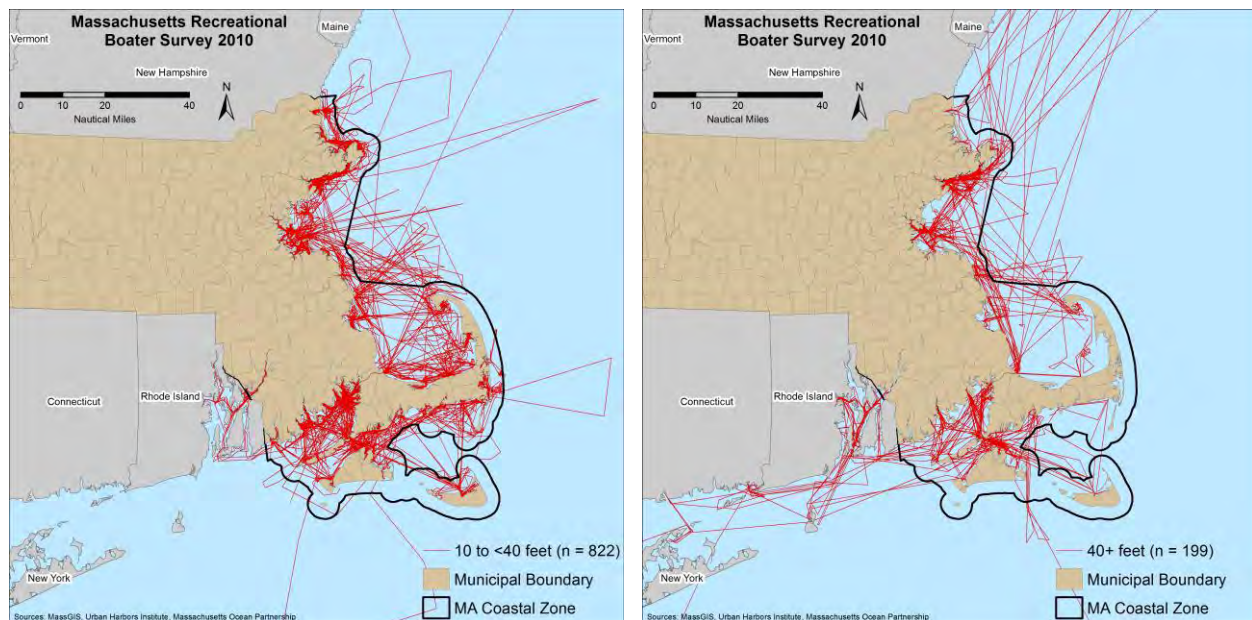 Massachusetts Recreational
Boater Survey 2010
Maine
Vermont
New Hampshire
N
0 10 20 40
Nautical Miles
Connecticut
Rhode Island
New York
10 to <40 feet (n = 822)
Municipal Boundary
MA Coastal Zone
Sources: MassGIS, Urban Harbors Institute, Massachusetts Ocean Partnership
Massachusetts Recreational
Boater Survey 2010
Maine
Vermont
New Hampshire
N
0 10 20 40
Nautical Miles
Connecticut
Rhode Island
New York
40+ feet (n = 199)
Municipal Boundary
MA Coastal Zone
Sources: MassGIS, Urban Harbors Institute, Massachusetts Ocean Partnership